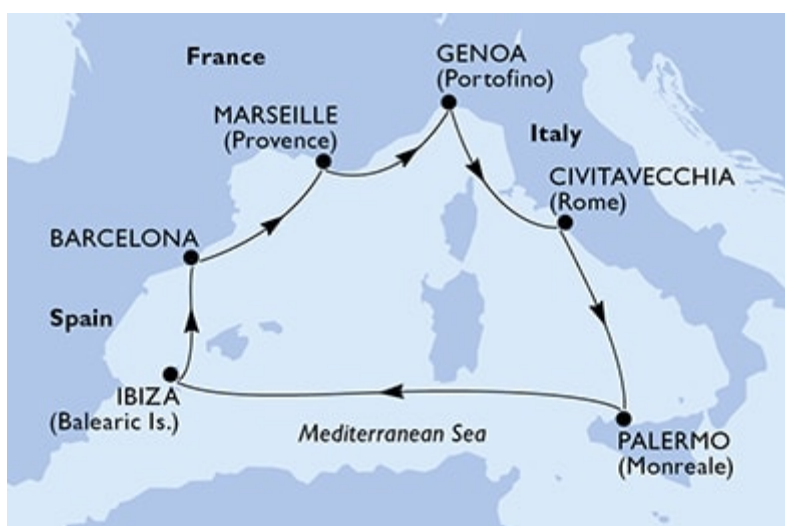 France
GENOA
(Portofino)
MARSEILLE
(Provence)
Italy
CIVITAVECCHIA
(Rome)
BARCELONA
Spain
IBIZA
(Balearic Is.)
Mediterranean Sea
PALERMO
(Monreale)